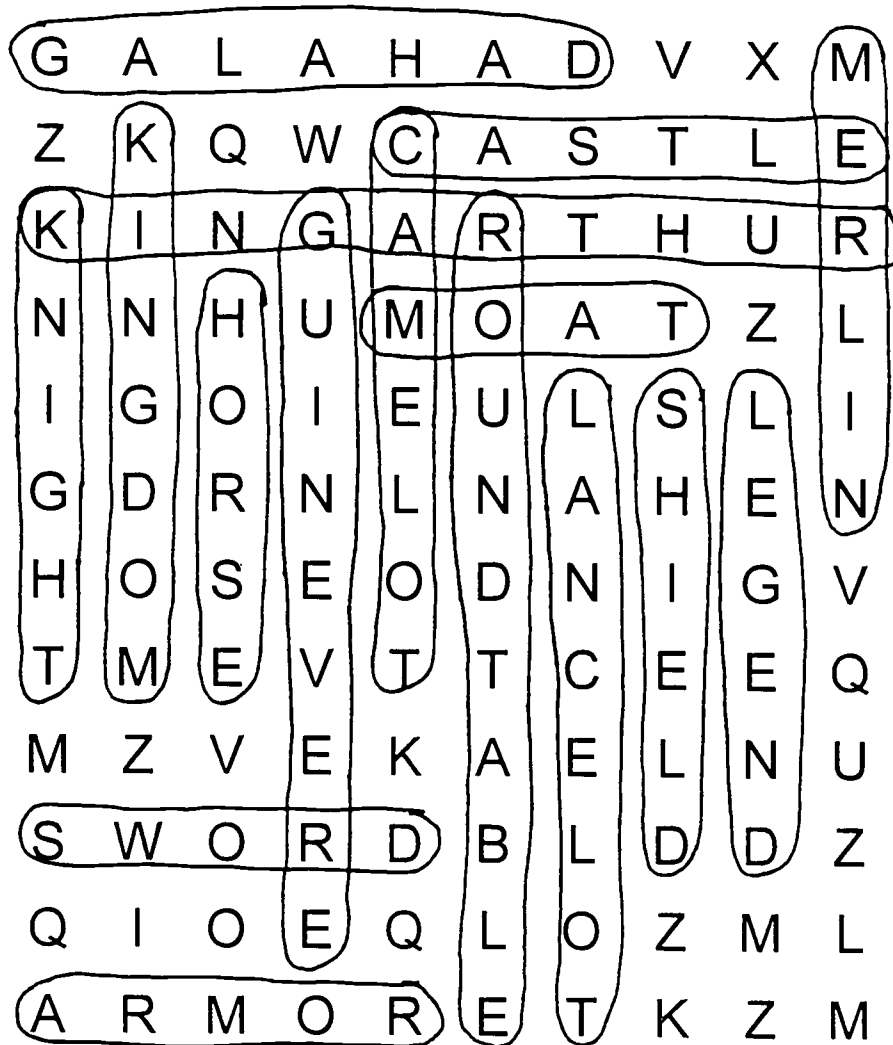 G A L A H A D V X M
Z K Q W C A S T L E
K I N G A R T H U R
N N H U M O A T Z L
I G O I E U L S L I
G D R N L N A H E N
H O S E O D N I G V
T M E V T T C E E Q
M Z V E K A E L N U
S W O R D B L D D Z
Q I O E Q L O Z M L
A R M O R E T K Z M